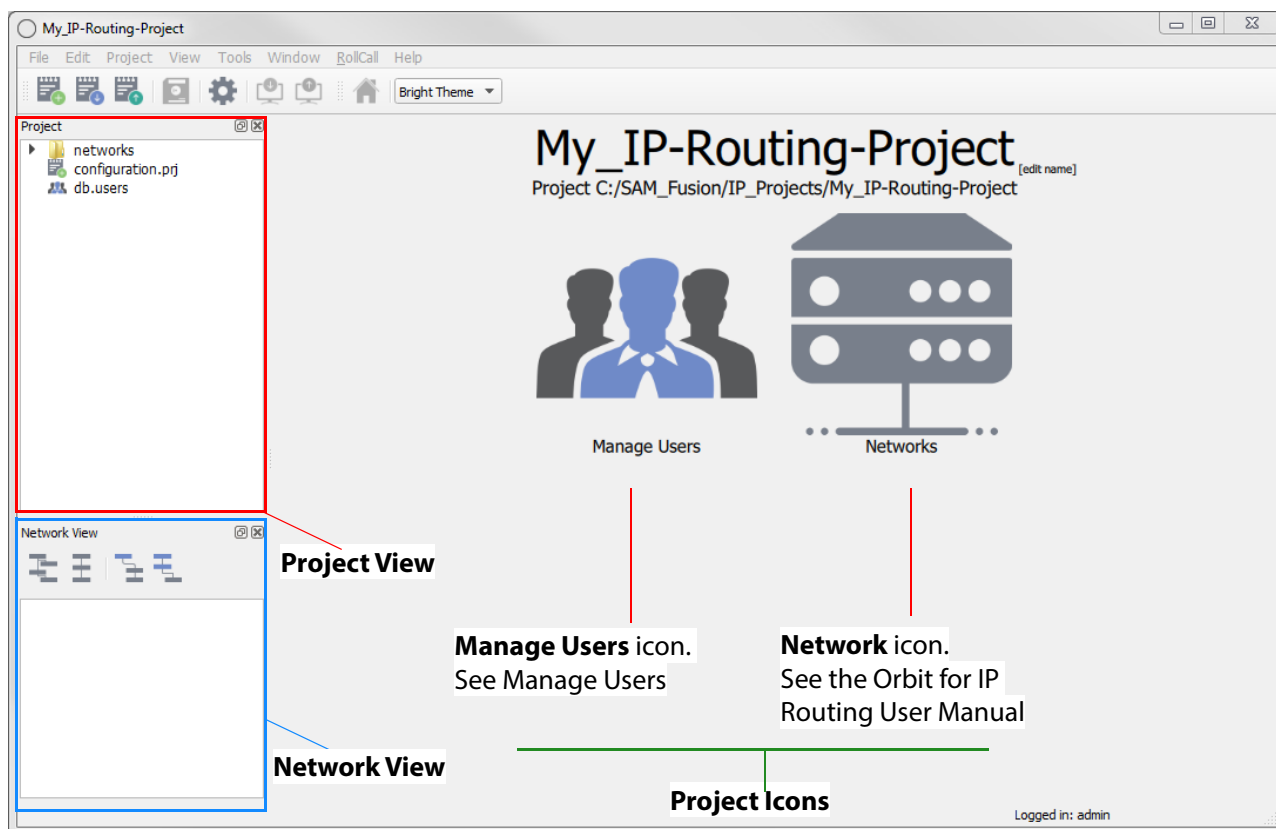 My_IP-Routing-Project
File Edit Project View Tools Window RollCall Help
Bright Theme
Project
networks
configuration.prj
db.users
My_IP-Routing-Project [edit name]
Project C:/SAM_Fusion/IP_Projects/My_IP-Routing-Project
Manage Users
Networks
Network View
Project View
Manage Users icon.
See Manage Users
Network icon.
See the Orbit for IP
Routing User Manual
Network View
Project Icons
Logged in: admin